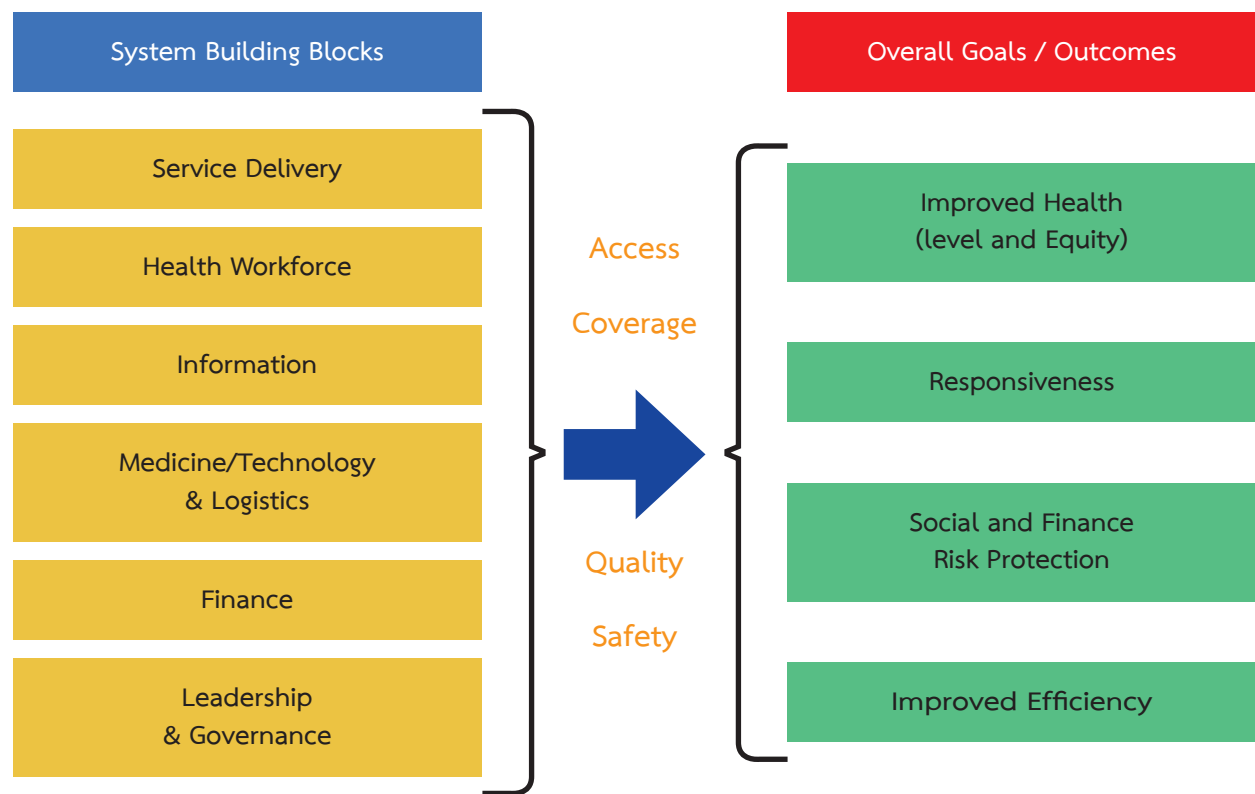 System Building Blocks
Service Delivery
Health Workforce
Information
Medicine/Technology
& Logistics
Finance
Leadership
& Governance
Access
Coverage
Quality
Safety
Overall Goals / Outcomes
Improved Health
(level and Equity)
Responsiveness
Social and Finance
Risk Protection
Improved Efficiency